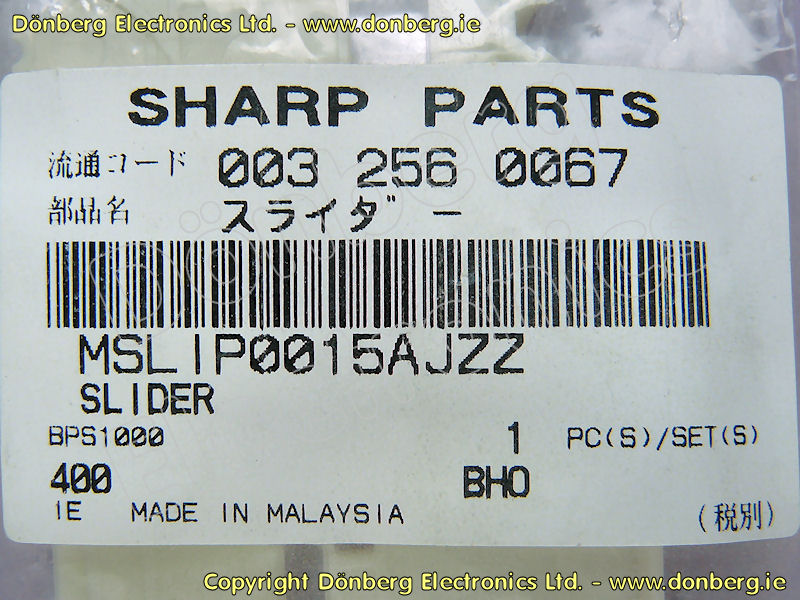 Dönberg Electronics Ltd. - www.donberg.ie
SHARP PARTS
流通コード 003 256 0067
部品名 スライダー
MSLIP0015AJZZ
SLIDER
BPS1000 1 PC(S)/SET(S)
400 BHO
IE MADE IN MALAYSIA (税別)
Copyright Dönberg Electronics Ltd. - www.donberg.ie